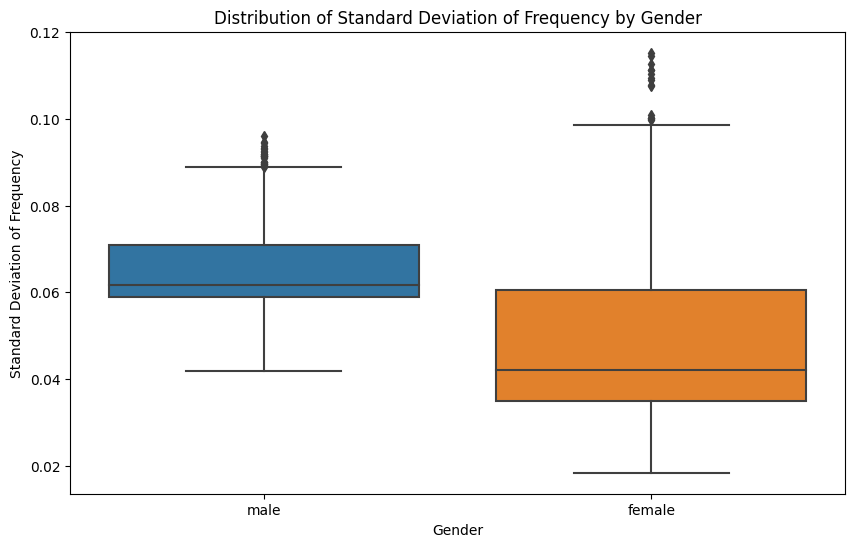 Distribution of Standard Deviation of Frequency by Gender
Standard Deviation of Frequency
0.12
0.10
0.08
0.06
0.04
0.02
male
female
Gender